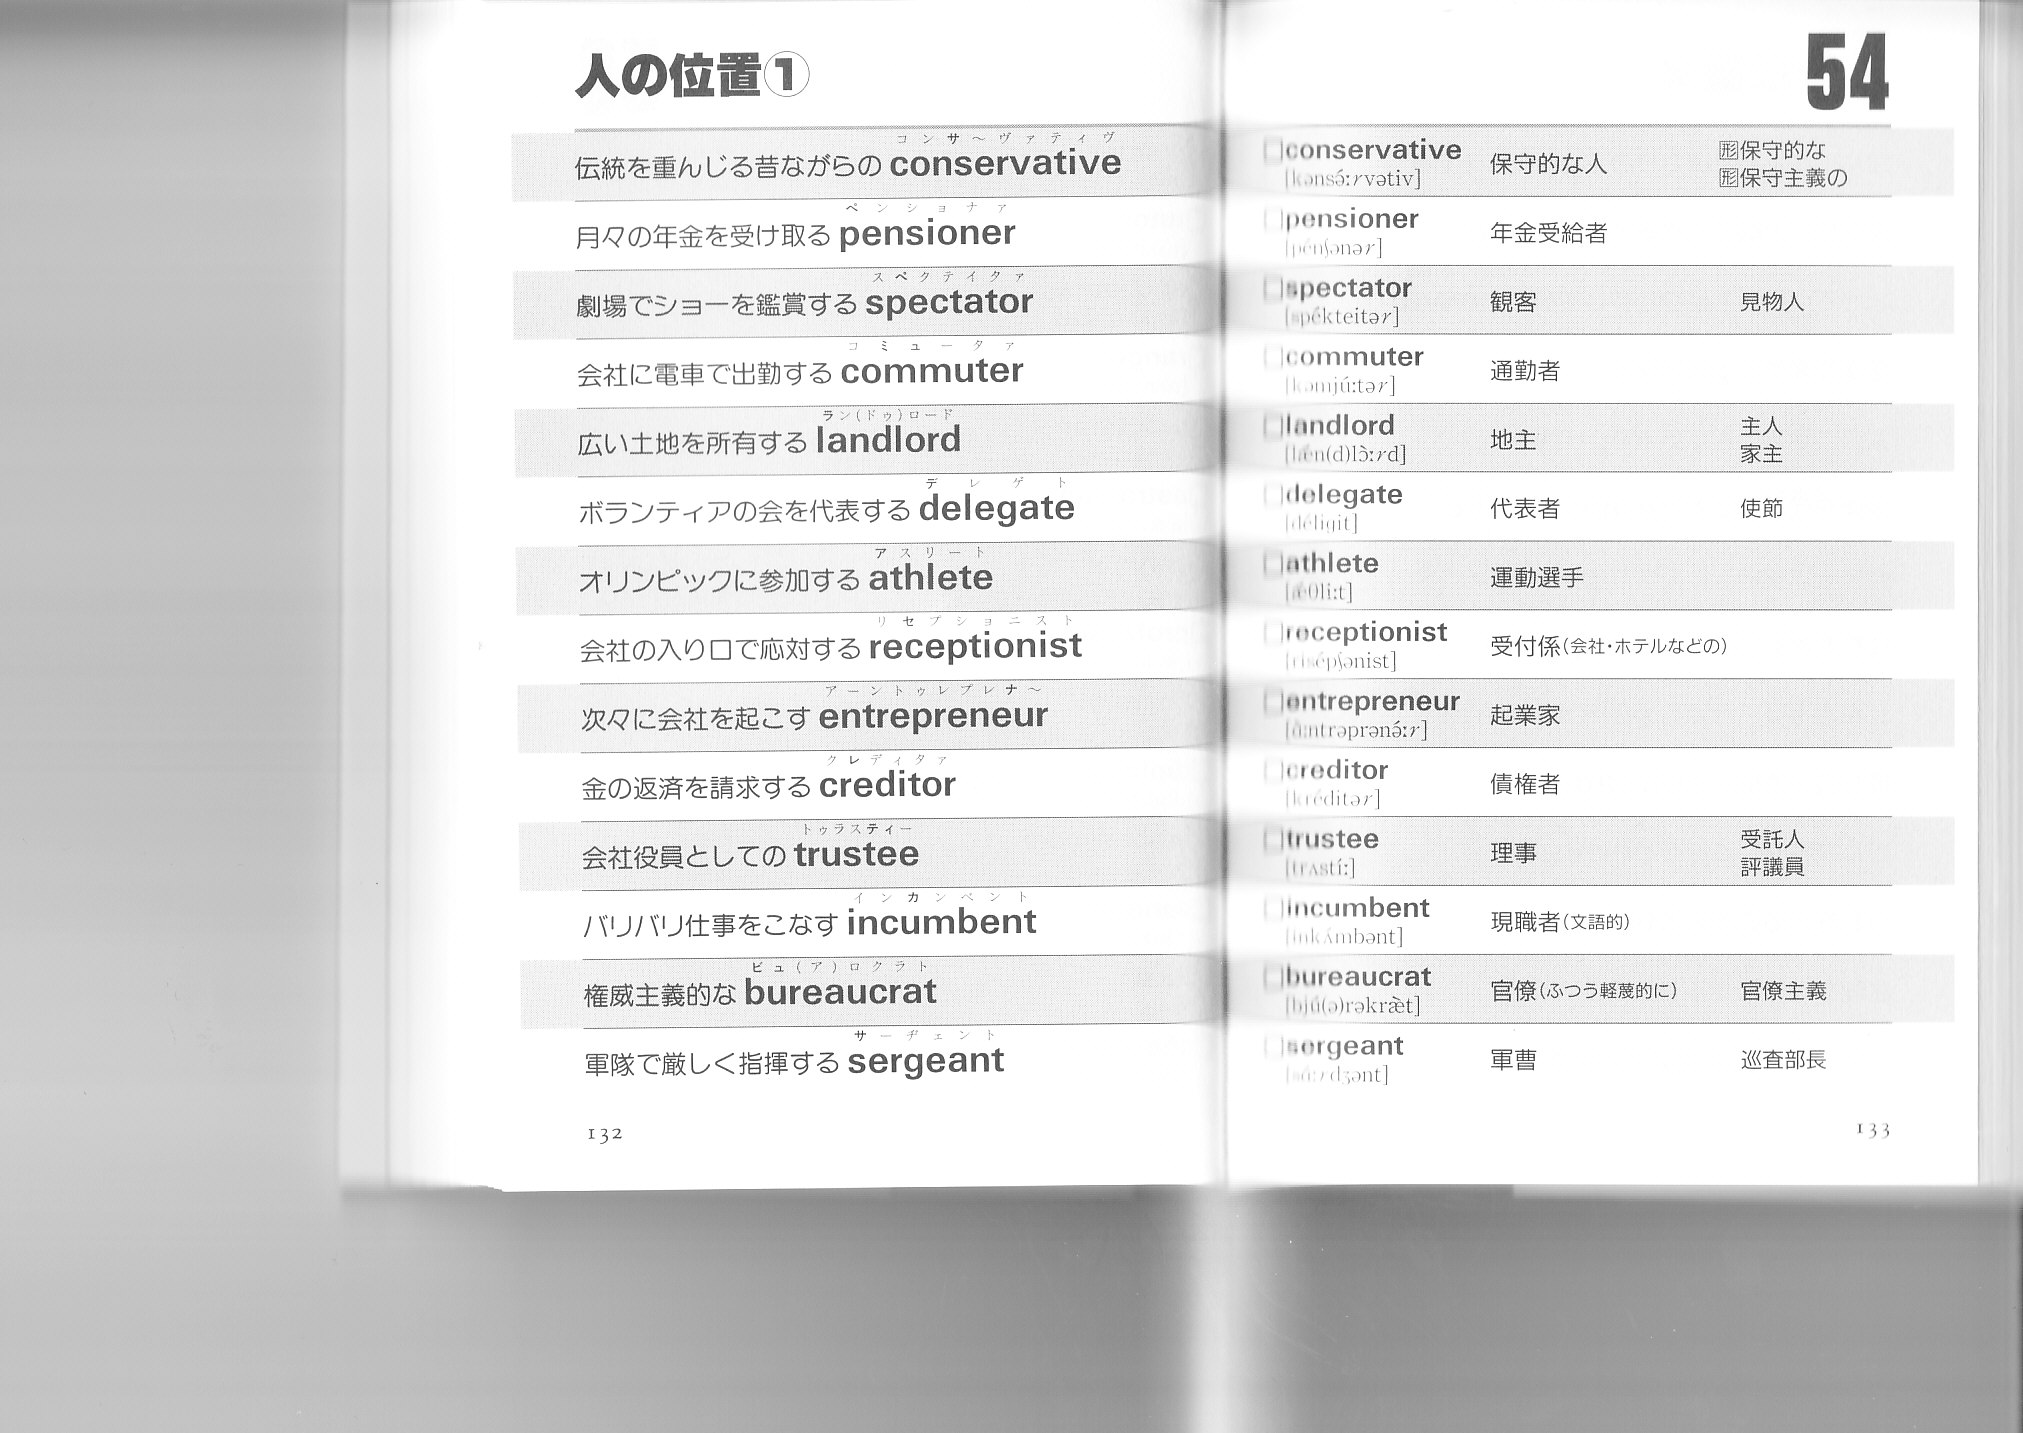 人の位置①
コンサ〜ヴァティヴ
伝統を重んじる昔ながらの conservative
ペンショナァ
月々の年金を受け取る pensioner
スペクテイタァ
劇場でショーを鑑賞する spectator
コミュータァ
会社に電車で出勤する commuter
ラン(ドゥ)ロード
広い土地を所有する landlord
デレゲト
ボランティアの会を代表する delegate
アスリート
オリンピックに参加する athlete
リセプショニスト
会社の入り口で応対する receptionist
アーントゥレプレナ〜
次々に会社を起こす entrepreneur
クレディタァ
金の返済を請求する creditor
トゥラスティー
会社役員としての trustee
インカンベント
バリバリ仕事をこなす incumbent
ビュ(ア)ロクラト
権威主義的な bureaucrat
サーヂェント
軍隊で厳しく指揮する sergeant
132
54
conservative 保守的な人 形保守的な
[kənsə́ːrvətiv] 形保守主義の
pensioner 年金受給者
[pénʃənər]
spectator 観客 見物人
[spékteitər]
commuter 通勤者
[kəmjúːtər]
landlord 地主 主人
[lǽn(d)lɔ̀ːrd] 家主
delegate 代表者 使節
[déligit]
athlete 運動選手
[ǽθliːt]
receptionist 受付係(会社・ホテルなどの)
[risépʃənist]
entrepreneur 起業家
[ɑ̀ːntrəprənə́ːr]
creditor 債権者
[kréditər]
trustee 理事 受託人
[trʌstíː] 評議員
incumbent 現職者(文語的)
[inkʌ́mbənt]
bureaucrat 官僚(ふつう軽蔑的に) 官僚主義
[bjú(ə)rəkræ̀t]
sergeant 軍曹 巡査部長
[sɑ́ːrdʒənt]
133